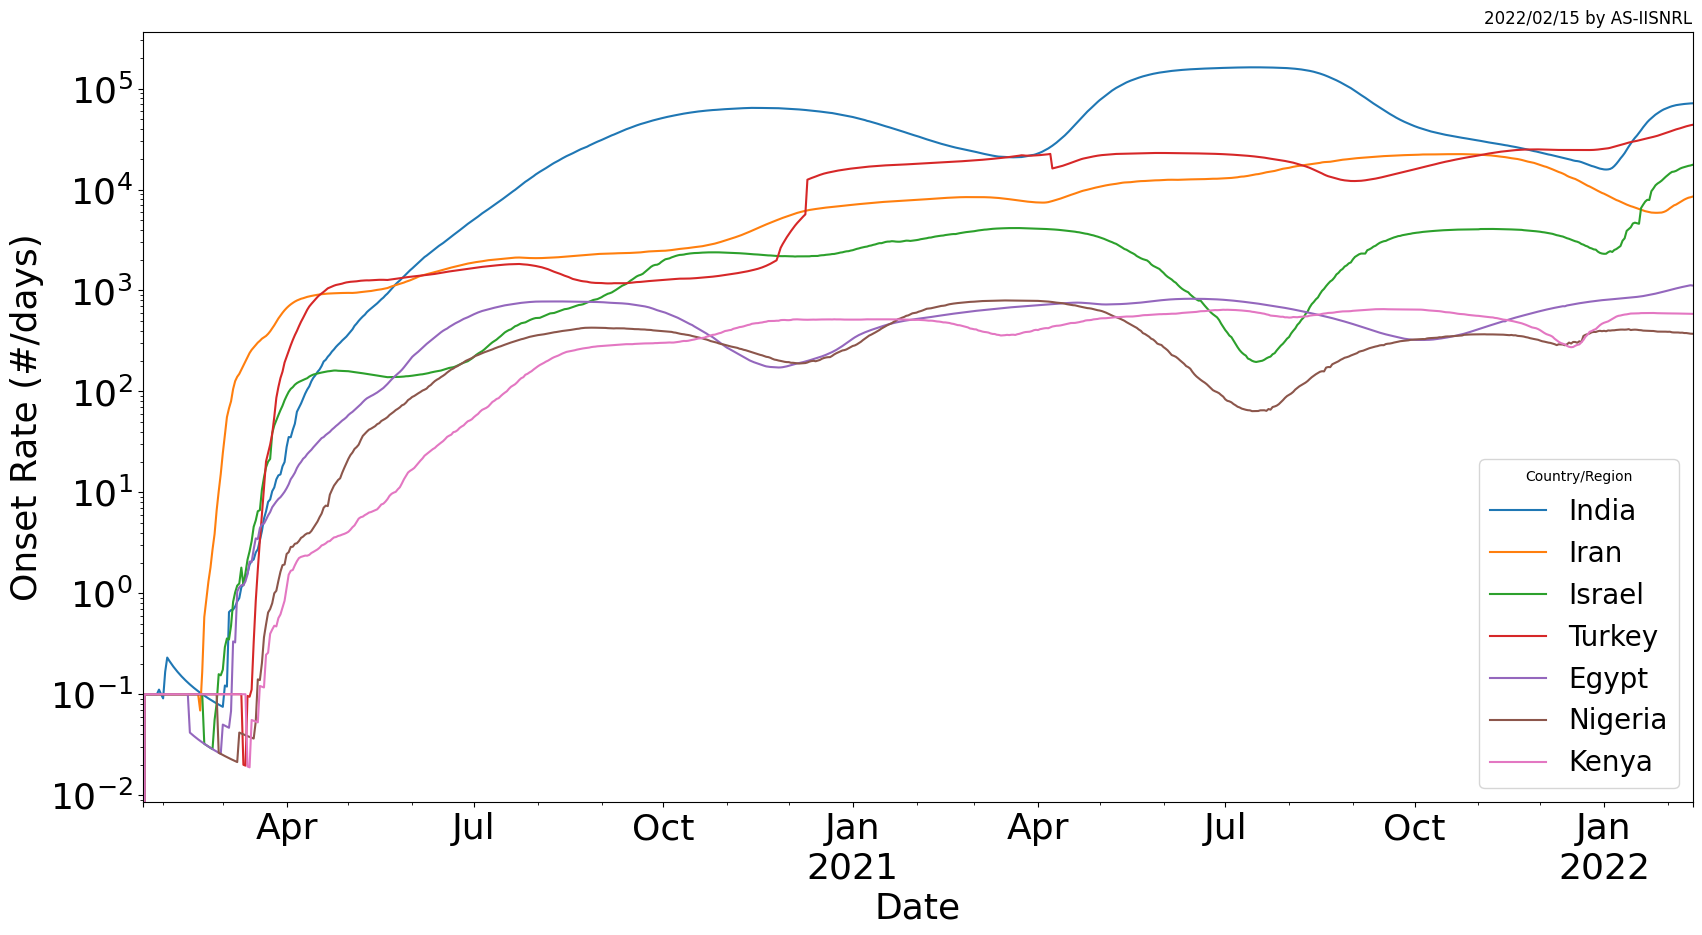 2022/02/15 by AS-IISNRL
Onset Rate (#/days)
10^5
10^4
10^3
10^2
10^1
10^0
10^-1
10^-2
Country/Region
India
Iran
Israel
Turkey
Egypt
Nigeria
Kenya
Apr Jul Oct Jan Apr Jul Oct Jan
2021 2022
Date